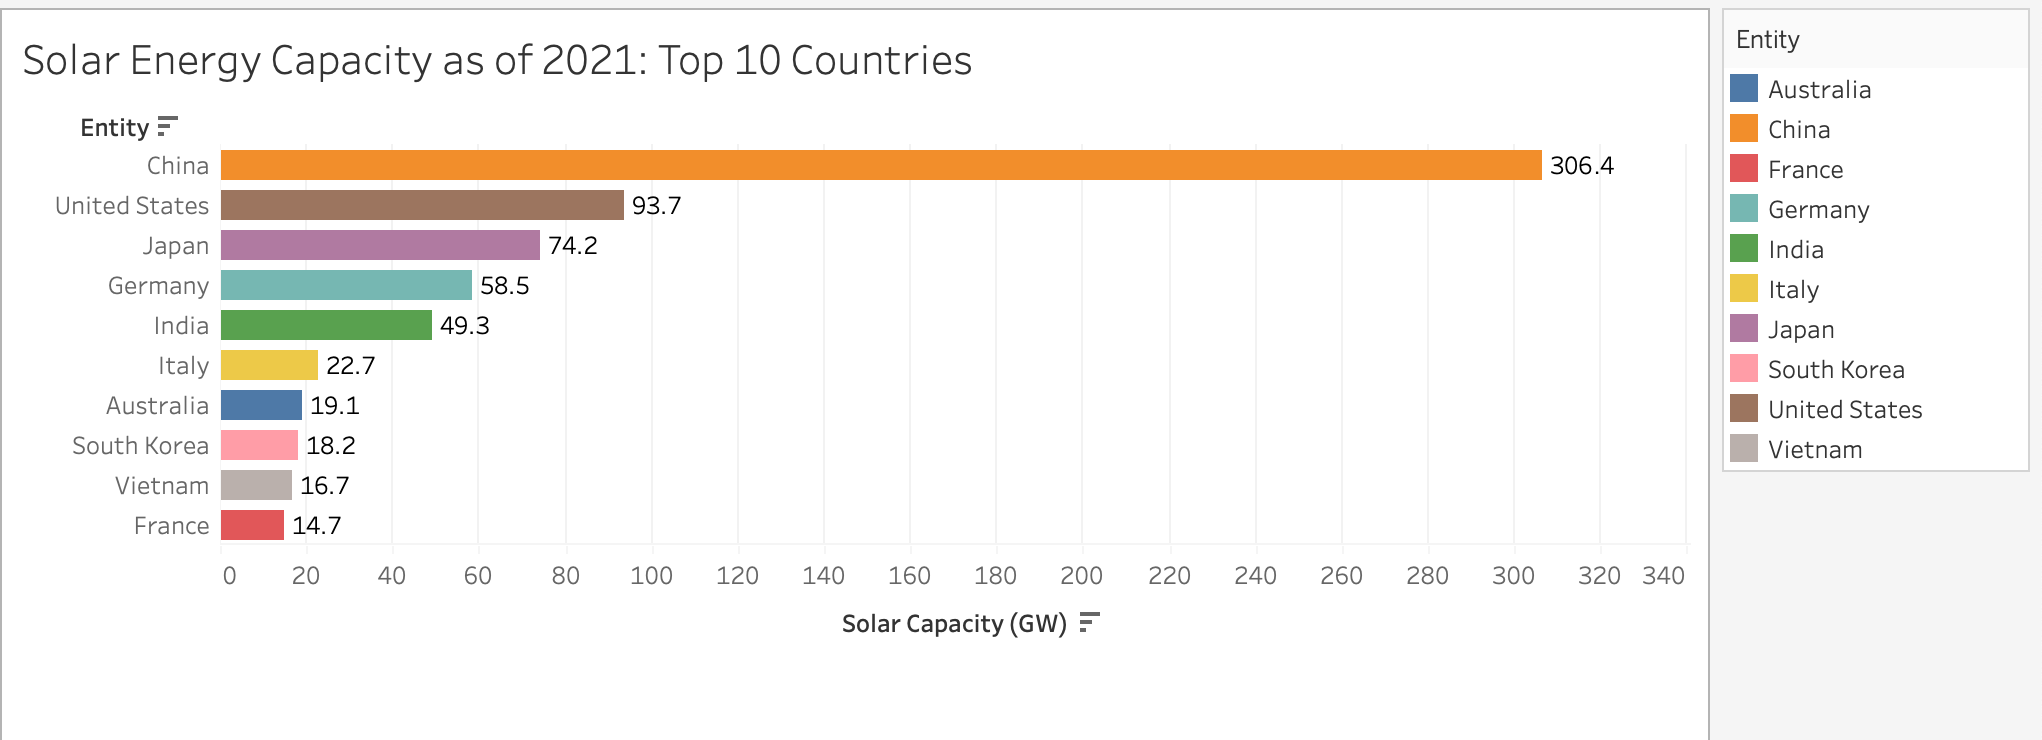 Solar Energy Capacity as of 2021: Top 10 Countries
Entity
China 306.4
United States 93.7
Japan 74.2
Germany 58.5
India 49.3
Italy 22.7
Australia 19.1
South Korea 18.2
Vietnam 16.7
France 14.7
0 20 40 60 80 100 120 140 160 180 200 220 240 260 280 300 320 340
Solar Capacity (GW)
Entity
Australia
China
France
Germany
India
Italy
Japan
South Korea
United States
Vietnam